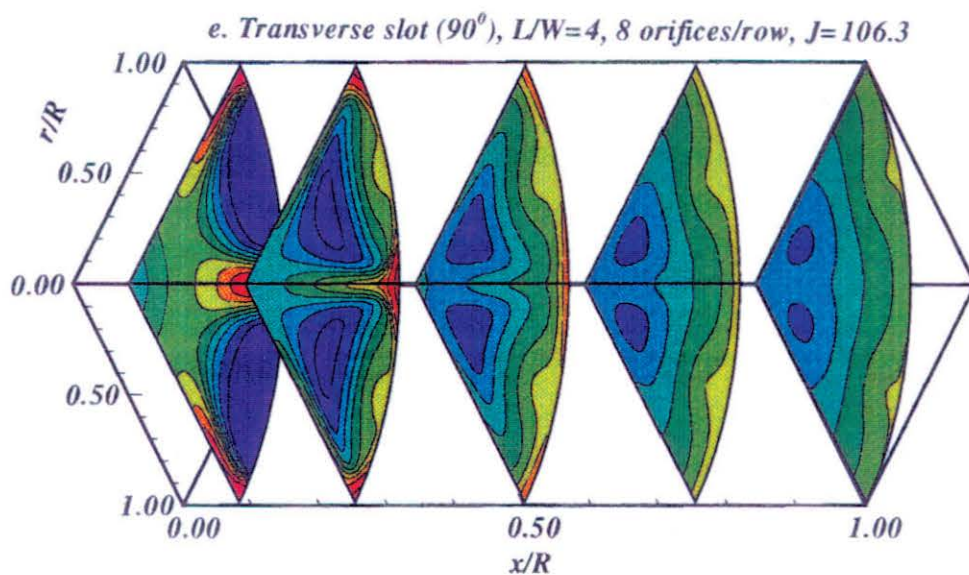 e. Transverse slot (90⁰), L/W=4, 8 orifices/row, J=106.3
1.00
r/R
0.50
0.00
0.50
1.00
0.00 0.50 1.00
x/R